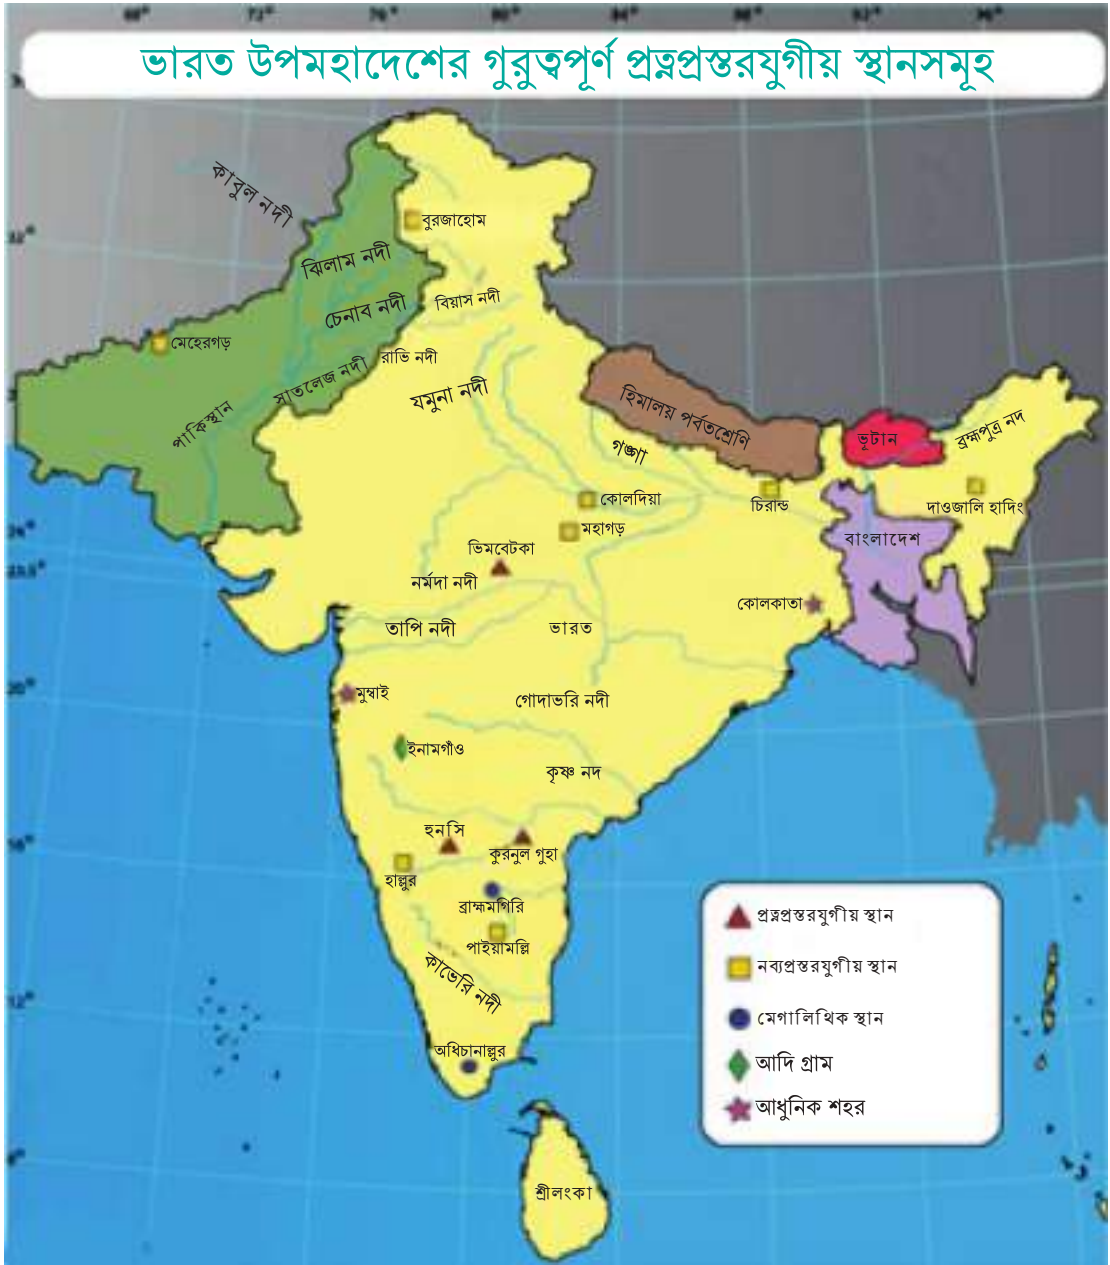 ভারত উপমহাদেশের গুরুত্বপূর্ণ প্রত্নপ্রস্তরযুগীয় স্থানসমূহ
কাবুল নদী
বুরজাহোম
ঝিলাম নদী
চেনাব নদী
বিয়াস নদী
মেহেরগড়
রাভি নদী
সাতলেজ নদী
যমুনা নদী
পাকিস্থান
হিমালয় পর্বতশ্রেণি
ভূটান
ব্রহ্মপুত্র নদ
গঙ্গা
কোলদিয়া
চিরান্ড
দাওজালি হাদিং
মহাগড়
বাংলাদেশ
ভিমবেটকা
নর্মদা নদী
কোলকাতা
তাপি নদী
ভারত
মুম্বাই
গোদাভরি নদী
ইনামগাঁও
কৃষ্ণ নদ
হুনসি
কুরনুল গুহা
হাল্লুর
ব্রাহ্মমগিরি
পাইয়ামল্লি
কাভেরি নদী
অধিচানাল্লুর
শ্রীলংকা
প্রত্নপ্রস্তরযুগীয় স্থান
নব্যপ্রস্তরযুগীয় স্থান
মেগালিথিক স্থান
আদি গ্রাম
আধুনিক শহর